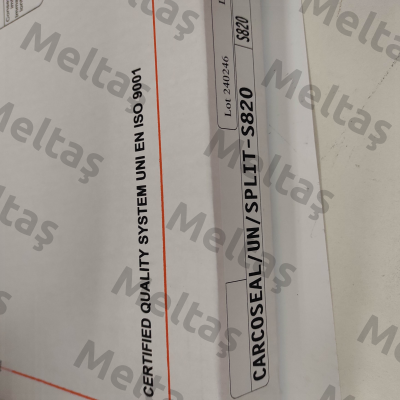 CERTIFIED QUALITY SYSTEM UNI EN ISO 9001
Lot 240246
S820
CARCOSEAL/UN/SPLIT-S820
Meltaş